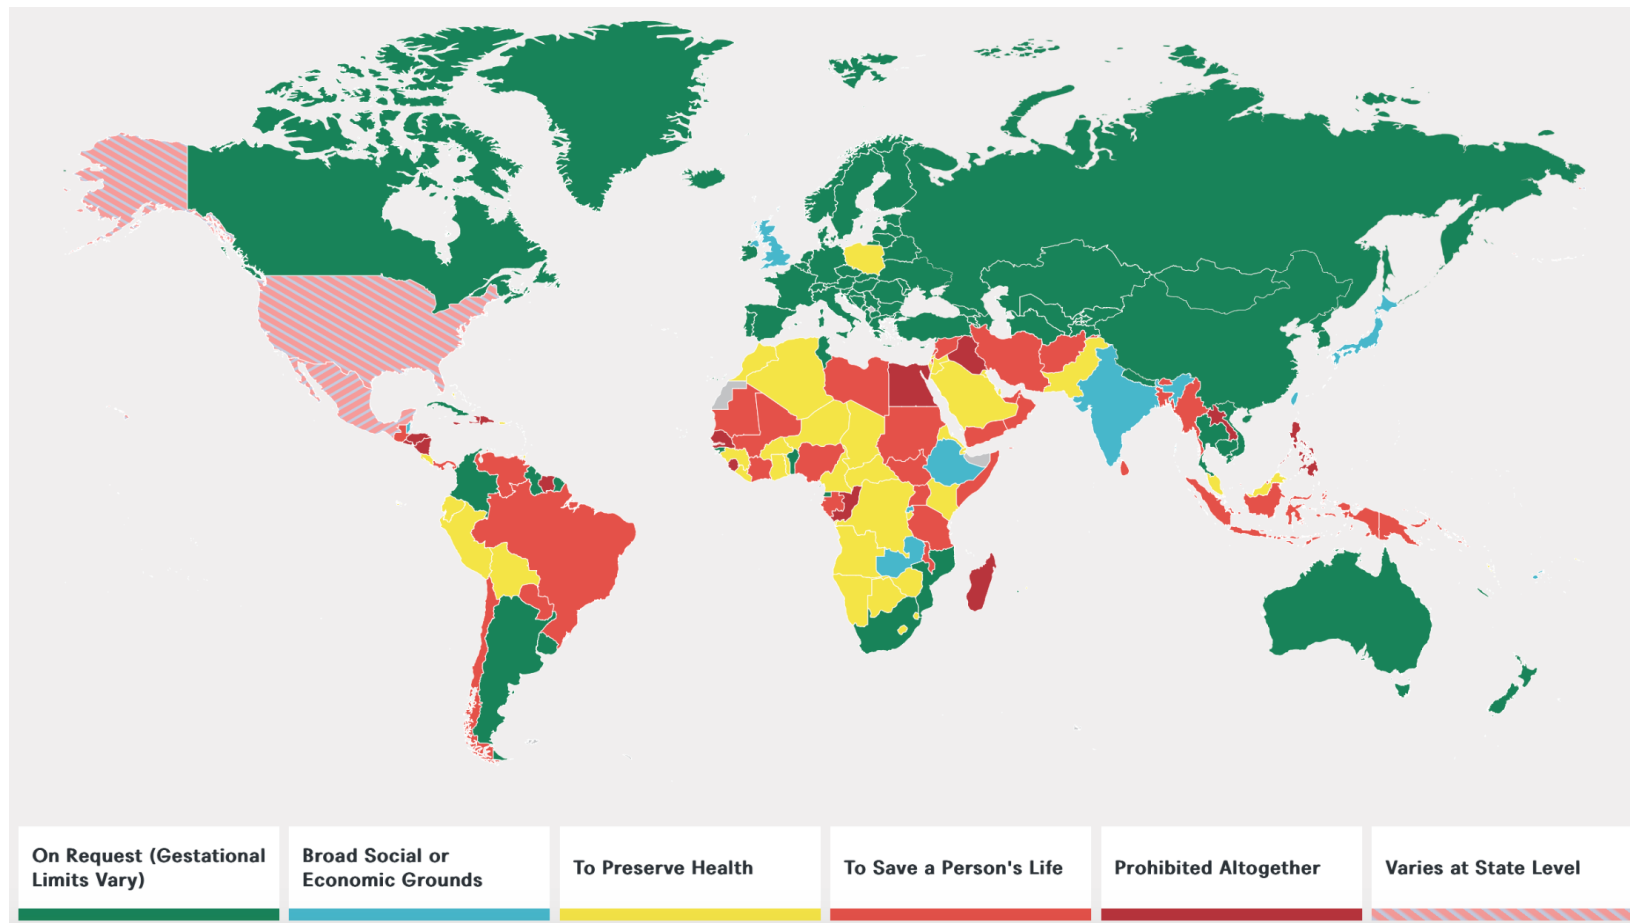 On Request (Gestational
Limits Vary)
Broad Social or
Economic Grounds
To Preserve Health
To Save a Person's Life
Prohibited Altogether
Varies at State Level